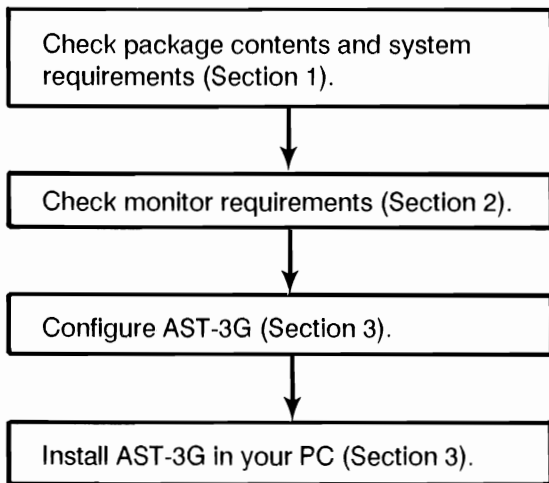 Check package contents and system
requirements (Section 1).
Check monitor requirements (Section 2).
Configure AST-3G (Section 3).
Install AST-3G in your PC (Section 3).